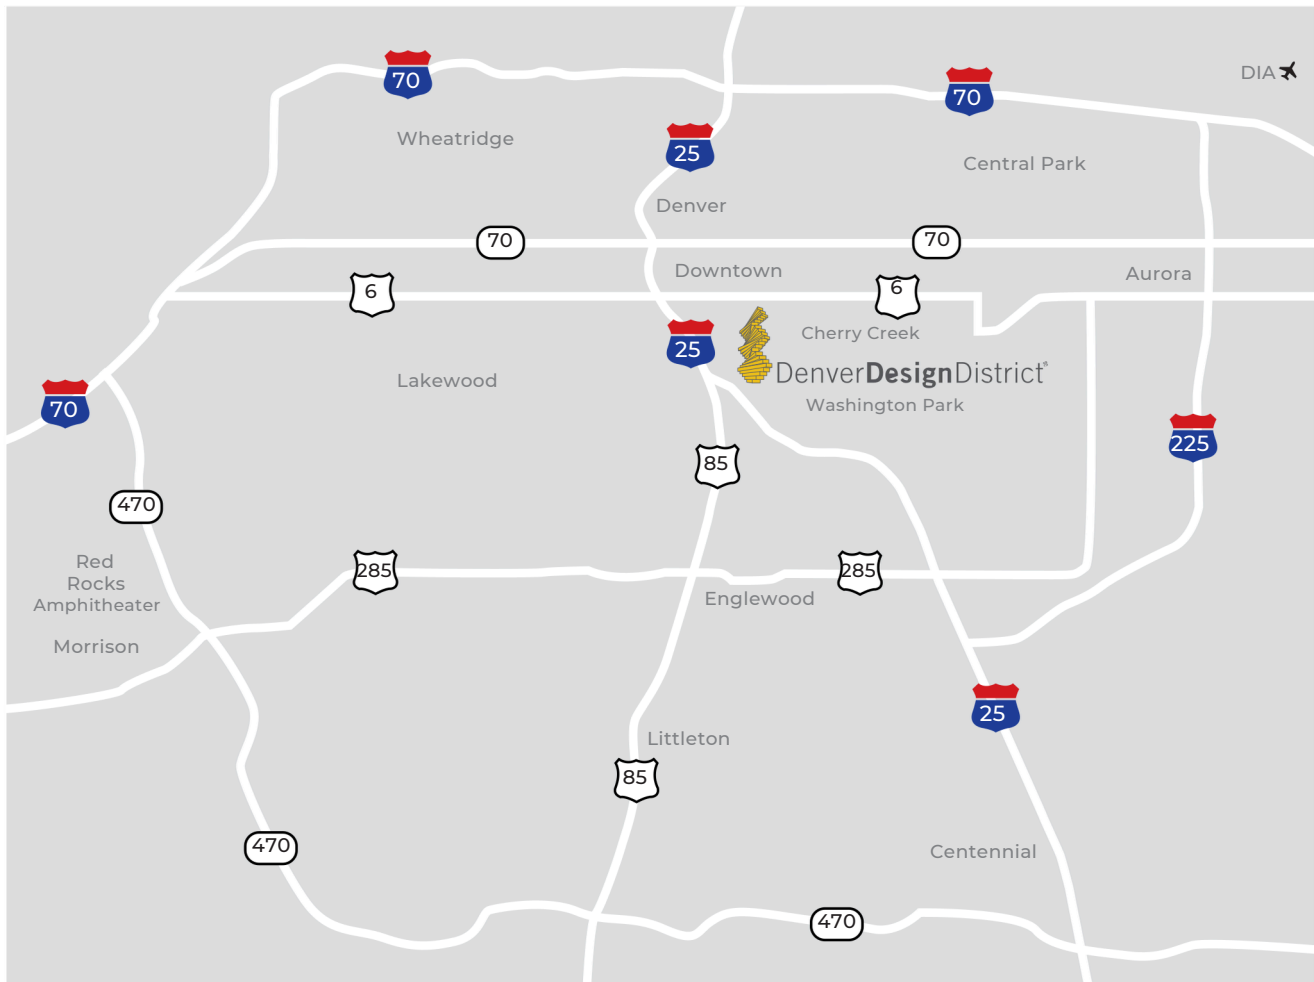 70
70
DIA
25
Wheatridge
Central Park
Denver
70
70
Downtown
Aurora
6
6
Cherry Creek
25
DenverDesignDistrict®
Lakewood
Washington Park
70
225
85
470
Red
Rocks
Amphitheater
285
285
Englewood
Morrison
25
Littleton
85
470
Centennial
470